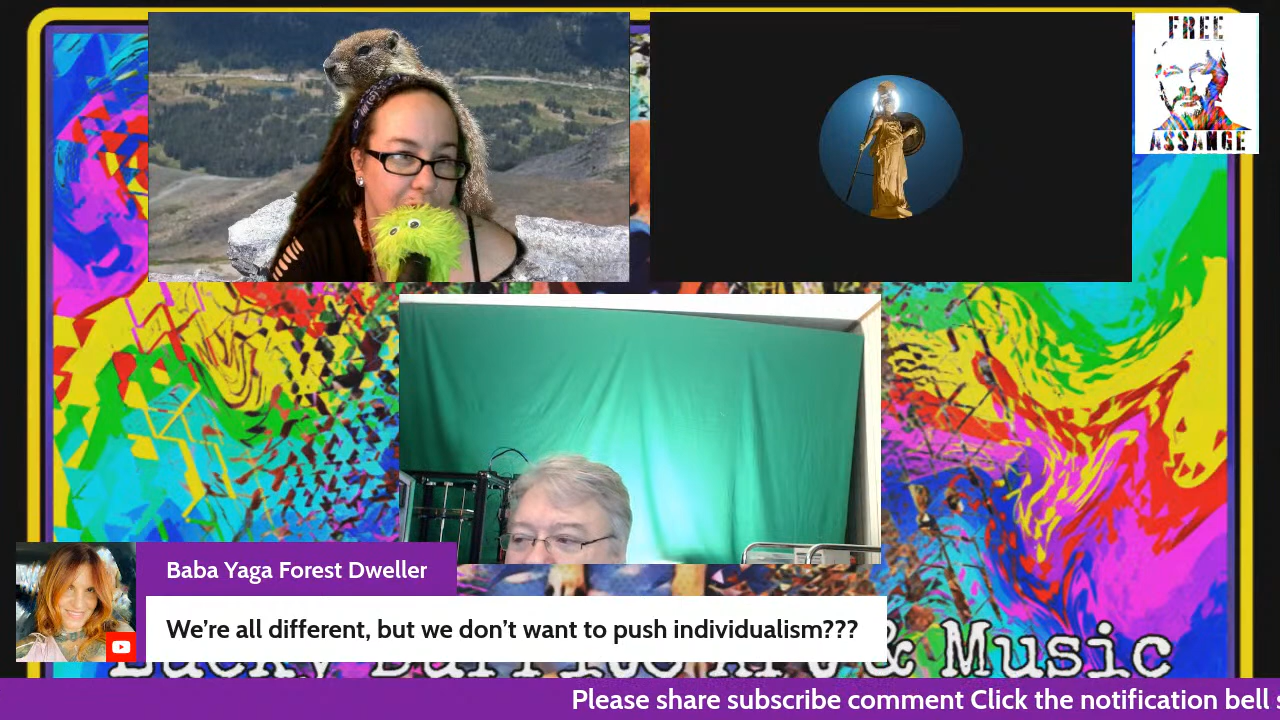 FREE
ASSANGE
Baba Yaga Forest Dweller
We’re all different, but we don’t want to push individualism???
& Music
Please share subscribe comment Click the notification bell